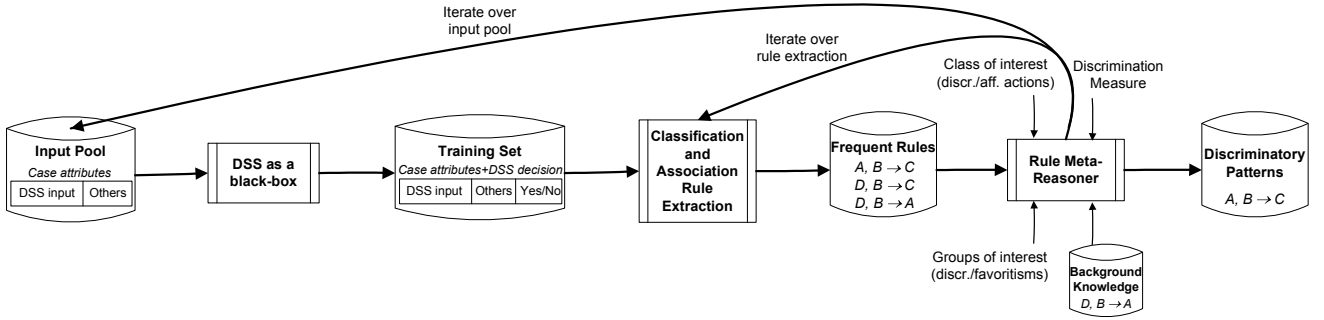 Iterate over
input pool
Iterate over
rule extraction
Class of interest
(discr./aff. actions)
Discrimination
Measure
Input Pool
Case attributes
DSS input
Others
DSS as a
black-box
Training Set
Case attributes+DSS decision
DSS input
Others
Yes/No
Classification
and
Association
Rule
Extraction
Frequent Rules
A, B → C
D, B → C
D, B → A
Rule Meta-
Reasoner
Discriminatory
Patterns
A, B → C
Groups of interest
(discr./favoritisms)
Background
Knowledge
D, B → A